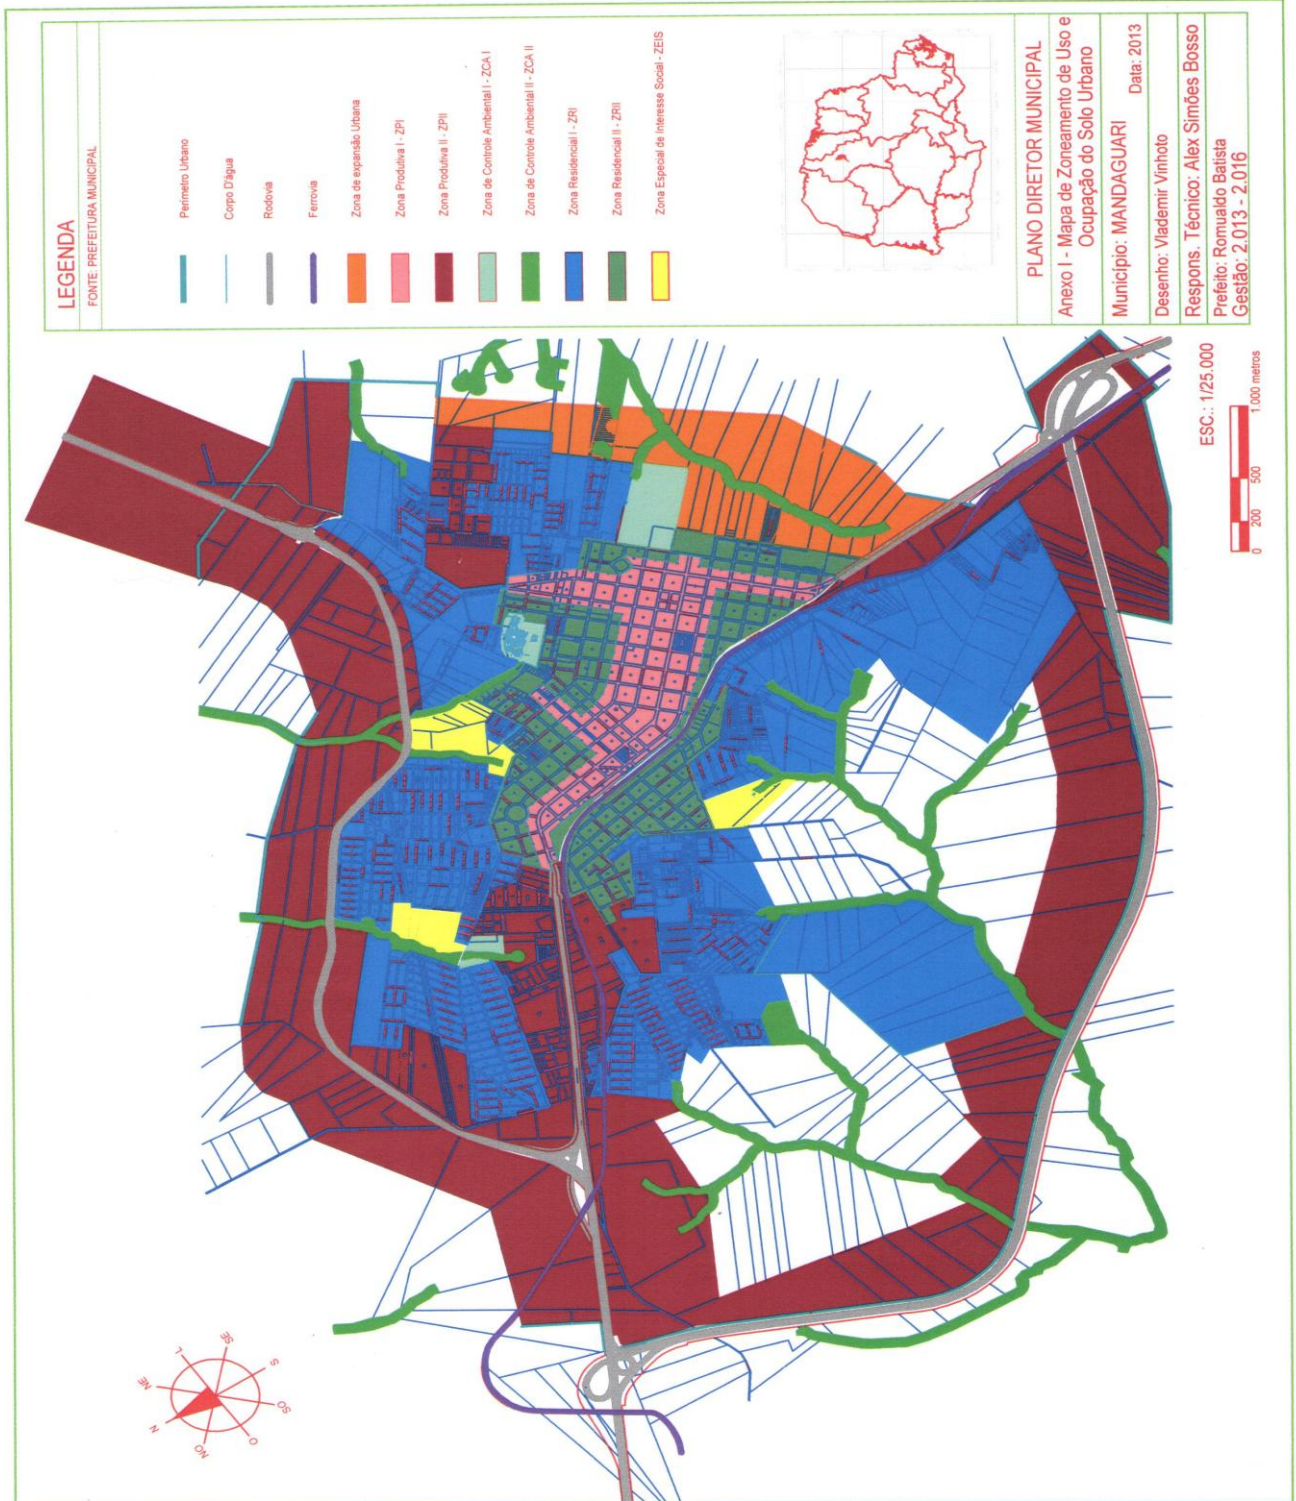 LEGENDA
FONTE: PREFEITURA MUNICIPAL
Perímetro Urbano
Corpo D'água
Rodovia
Ferrovia
Zona de expansão Urbana
Zona Produtiva I - ZPI
Zona Produtiva II - ZPII
Zona de Controle Ambiental I - ZCA I
Zona de Controle Ambiental II - ZCA II
Zona Residencial I - ZRI
Zona Residencial II - ZRII
Zona Especial de Interesse Social - ZEIS
PLANO DIRETOR MUNICIPAL
Anexo I - Mapa de Zoneamento de Uso e
Ocupação do Solo Urbano
Município: MANDAGUARI Data: 2013
Desenho: Vlademir Vinhoto
Respons. Técnico: Alex Simões Bosso
Prefeito: Romualdo Batista
Gestão: 2.013 - 2.016
ESC.: 1/25.000
0 200 500 1.000 metros
N
NE
L
SE
S
SO
O
NO